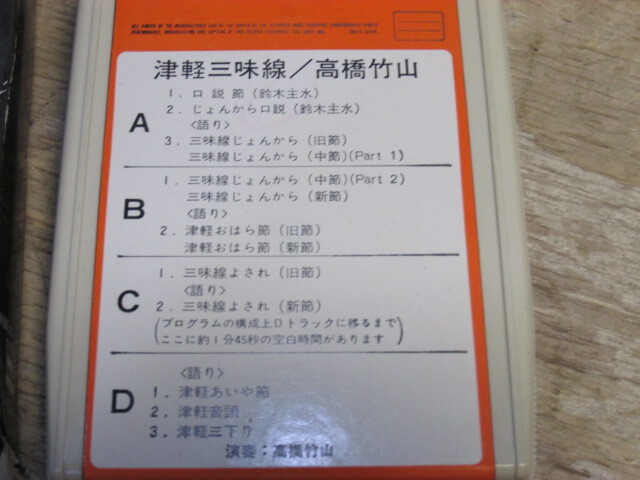 津軽三味線／高橋竹山
A
1. 口説節（鈴木主水）
2. じょんから口説（鈴木主水）
〈語り〉
3. 三味線じょんから（旧節）
三味線じょんから（中節）(Part 1)
B
1. 三味線じょんから（中節）(Part 2)
三味線じょんから（新節）
〈語り〉
2. 津軽おはら節（旧節）
津軽おはら節（新節）
C
1. 三味線よされ（旧節）
〈語り〉
2. 三味線よされ（新節）
（プログラムの構成上Dトラックに移るまで
ここに約1分45秒の空白時間があります）
D
〈語り〉
1. 津軽あいや節
2. 津軽音頭
3. 津軽三下り
演奏：高橋竹山